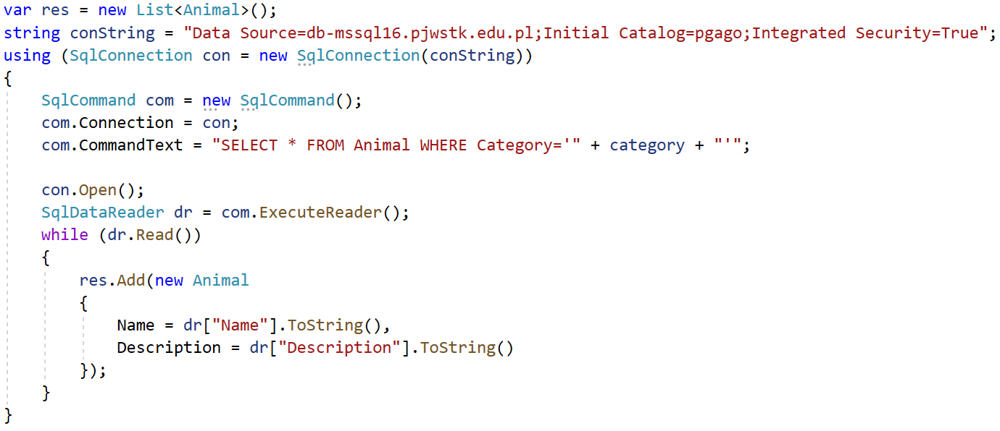 var res = new List<Animal>();
string conString = "Data Source=db-mssql16.pjwstk.edu.pl;Initial Catalog=pgago;Integrated Security=True";
using (SqlConnection con = new SqlConnection(conString))
{
    SqlCommand com = new SqlCommand();
    com.Connection = con;
    com.CommandText = "SELECT * FROM Animal WHERE Category='" + category + "'";

    con.Open();
    SqlDataReader dr = com.ExecuteReader();
    while (dr.Read())
    {
        res.Add(new Animal
        {
            Name = dr["Name"].ToString(),
            Description = dr["Description"].ToString()
        });
    }
}